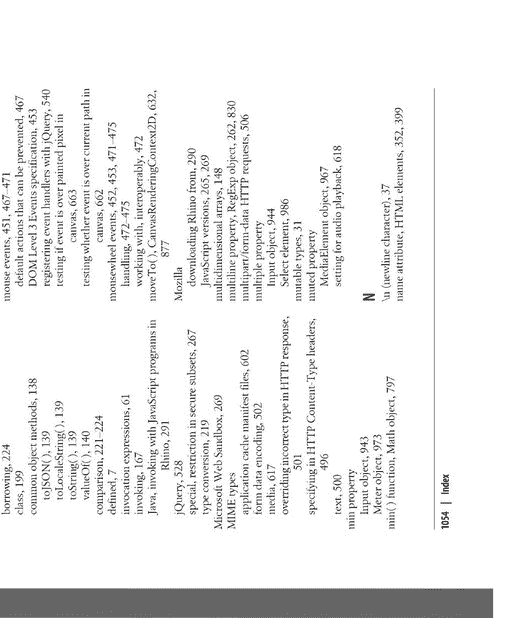 borrowing, 224
class, 199
common object methods, 138
toJSON( ), 139
toLocaleString( ), 139
toString( ), 139
valueOf( ), 140
comparison, 221–224
defined, 7
invocation expressions, 61
invoking, 167
Java, invoking with JavaScript programs in
Rhino, 291
jQuery, 528
special, restriction in secure subsets, 267
type conversion, 219
Microsoft Web Sandbox, 269
MIME types
application cache manifest files, 602
form data encoding, 502
media, 617
overriding incorrect type in HTTP response,
501
specifying in HTTP Content-Type headers,
496
text, 500
min property
Input object, 943
Meter object, 973
min( ) function, Math object, 797
mouse events, 451, 467–471
default actions that can be prevented, 467
DOM Level 3 Events specification, 453
registering event handlers with jQuery, 540
testing if event is over painted pixel in
canvas, 663
testing whether event is over current path in
canvas, 662
mousewheel events, 452, 453, 471–475
handling, 472–475
working with, interoperably, 472
moveTo( ), CanvasRenderingContext2D, 632,
877
Mozilla
downloading Rhino from, 290
JavaScript versions, 265, 269
multidimensional arrays, 148
multiline property, RegExp object, 262, 830
multipart/form-data HTTP requests, 506
multiple property
Input object, 944
Select element, 986
mutable types, 31
muted property
MediaElement object, 967
setting for audio playback, 618
N
\n (newline character), 37
name attribute, HTML elements, 352, 399
1054 | Index